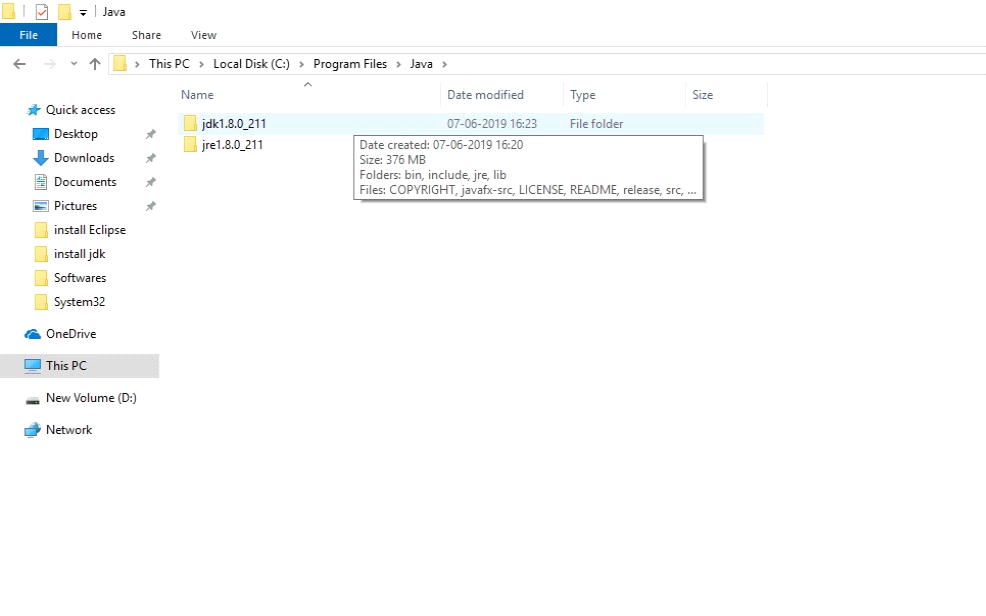 Java
File Home Share View
This PC Local Disk (C:) Program Files Java
Name Date modified Type Size
Quick access
Desktop
Downloads
Documents
Pictures
install Eclipse
install jdk
Softwares
System32
OneDrive
This PC
New Volume (D:)
Network
jdk1.8.0_211 07-06-2019 16:23 File folder
jre1.8.0_211
Date created: 07-06-2019 16:20
Size: 376 MB
Folders: bin, include, jre, lib
Files: COPYRIGHT, javafx-src, LICENSE, README, release, src, ...